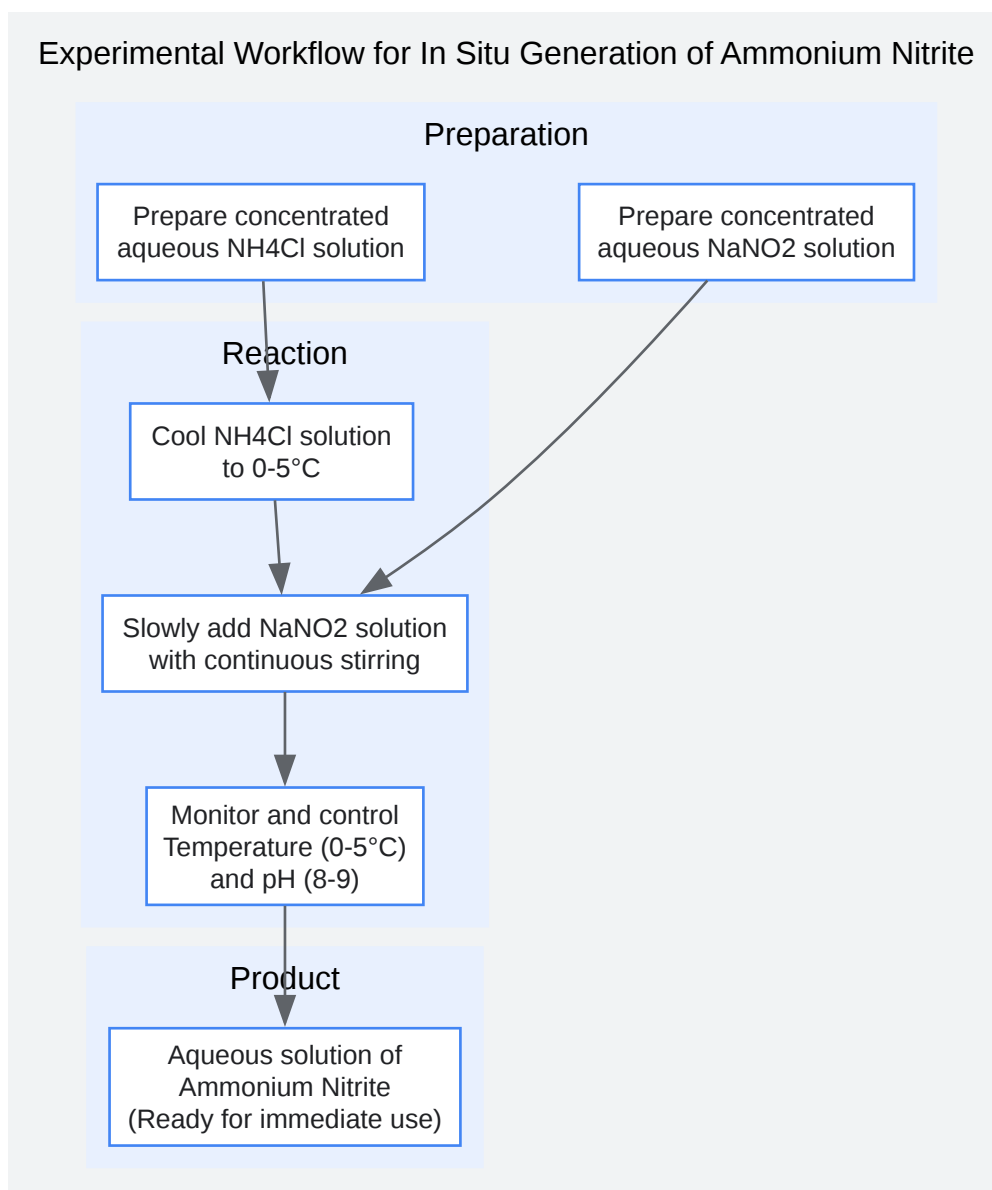 Experimental Workflow for In Situ Generation of Ammonium Nitrite
Preparation
Prepare concentrated
aqueous NH4Cl solution
Prepare concentrated
aqueous NaNO2 solution
Reaction
Cool NH4Cl solution
to 0-5°C
Slowly add NaNO2 solution
with continuous stirring
Monitor and control
Temperature (0-5°C)
and pH (8-9)
Product
Aqueous solution of
Ammonium Nitrite
(Ready for immediate use)